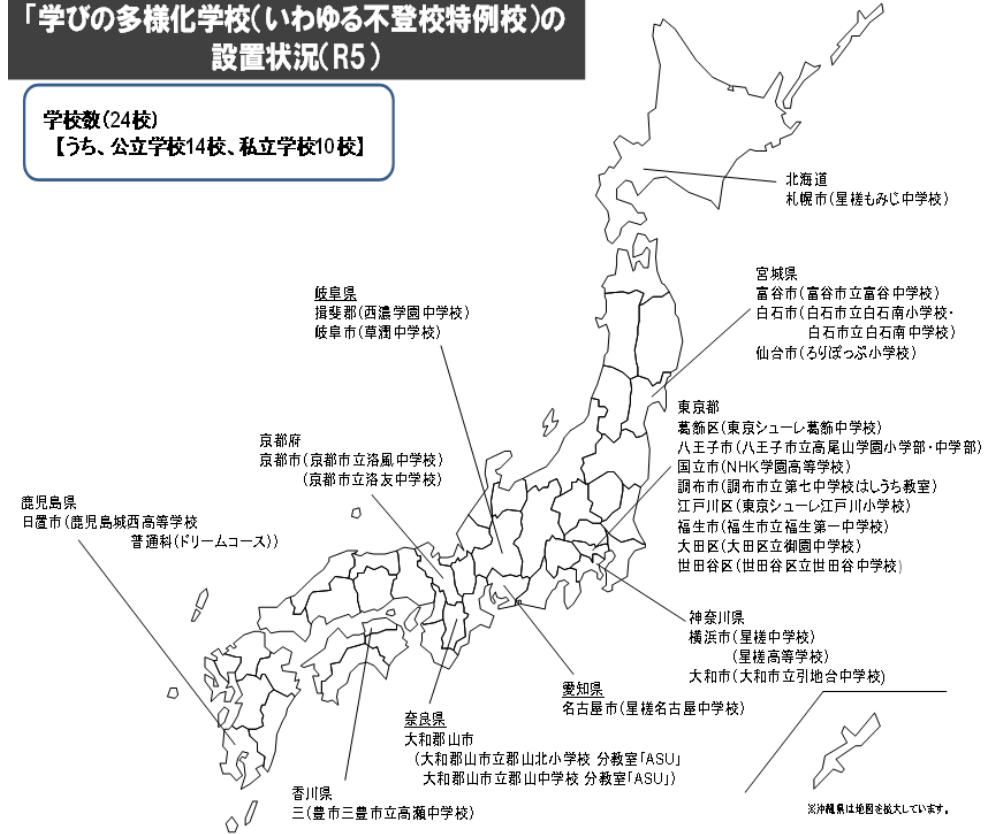 「学びの多様化学校(いわゆる不登校特例校)の
設置状況(R5)
学校数(24校)
【うち、公立学校14校、私立学校10校】
北海道
札幌市(星槎もみじ中学校)
宮城県
富谷市(富谷市立富谷中学校)
白石市(白石市立白石南小学校・
白石市立白石南中学校)
仙台市(ろりぽっぷ小学校)
岐阜県
揖斐郡(西濃学園中学校)
岐阜市(草潤中学校)
東京都
葛飾区(東京シューレ葛飾中学校)
八王子市(八王子市立高尾山学園小学部・中学部)
国立市(NHK学園高等学校)
調布市(調布市立第七中学校はしうち教室)
江戸川区(東京シューレ江戸川小学校)
福生市(福生市立福生第一中学校)
大田区(大田区立御園中学校)
世田谷区(世田谷区立世田谷中学校)
京都府
京都市(京都市立洛風中学校)
(京都市立洛友中学校)
鹿児島県
日置市(鹿児島城西高等学校
普通科(ドリームコース))
神奈川県
横浜市(星槎中学校)
(星槎高等学校)
大和市(大和市立引地台中学校)
愛知県
名古屋市(星槎名古屋中学校)
奈良県
大和郡山市
(大和郡山市立郡山北小学校 分教室「ASU」
大和郡山市立郡山中学校 分教室「ASU」)
香川県
三(豊市三豊市立高瀬中学校)
※沖縄県は地図を拡大しています。